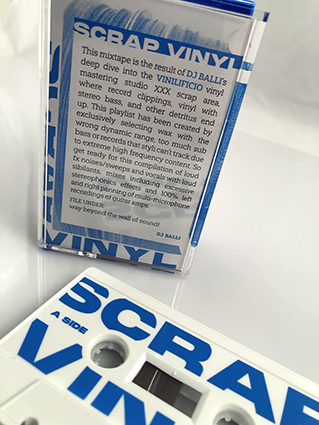 SCRAP VINYL
This mixtape is the result of DJ BALLI's
deep dive into the VINILIFICIO vinyl
mastering studio XXX scrap area,
where record clippings, vinyl with
stereo bass, and other detritus end
up. This playlist has been created by
exclusively selecting wax with the
wrong dynamic range, too much sub
bass or records that styli can't track due
to extreme high frequency content. So
get ready for this compilation of loud
fx noises/sweeps and vocals with loud
sibilants, mixes including excessive
stereophonics effects and 100% left
and right panning of multi-microphone
recordings of guitar amps
FILE UNDER:
way beyond the wall of sound!
DJ BALLI
VINYL
SCRAP
A SIDE
VIN